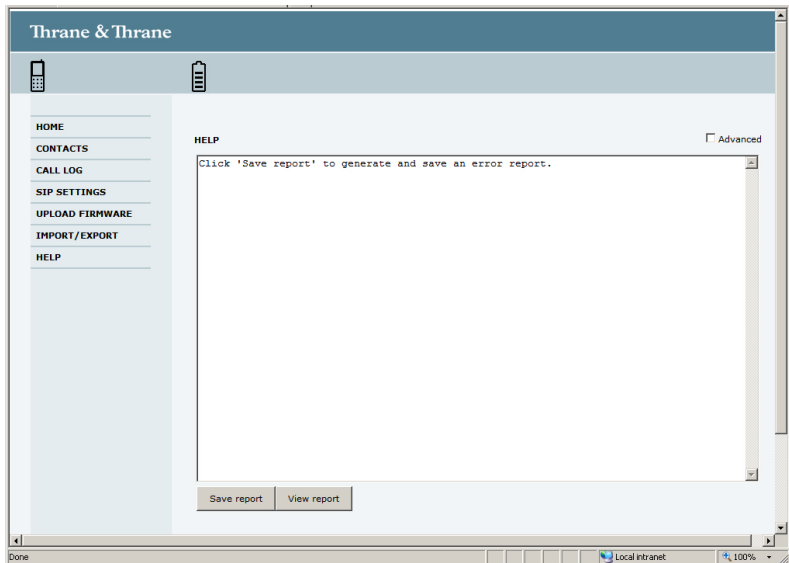 Thrane & Thrane
HOME
CONTACTS
CALL LOG
SIP SETTINGS
UPLOAD FIRMWARE
IMPORT/EXPORT
HELP
HELP
Advanced
Click 'Save report' to generate and save an error report.
Save report
View report
Done
Local intranet
100%